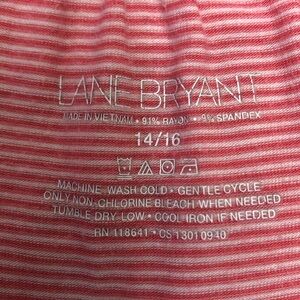 LANE BRYANT
MADE IN VIETNAM • 91% RAYON • 9% SPANDEX
14/16
MACHINE WASH COLD • GENTLE CYCLE
ONLY NON-CHLORINE BLEACH WHEN NEEDED
TUMBLE DRY LOW • COOL IRON IF NEEDED
RN 118641 • CS 13010940